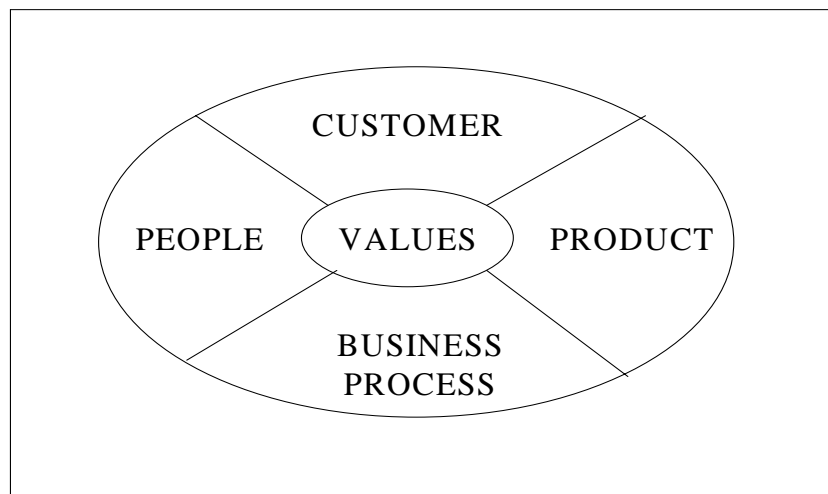 CUSTOMER
PEOPLE
VALUES
PRODUCT
BUSINESS
PROCESS